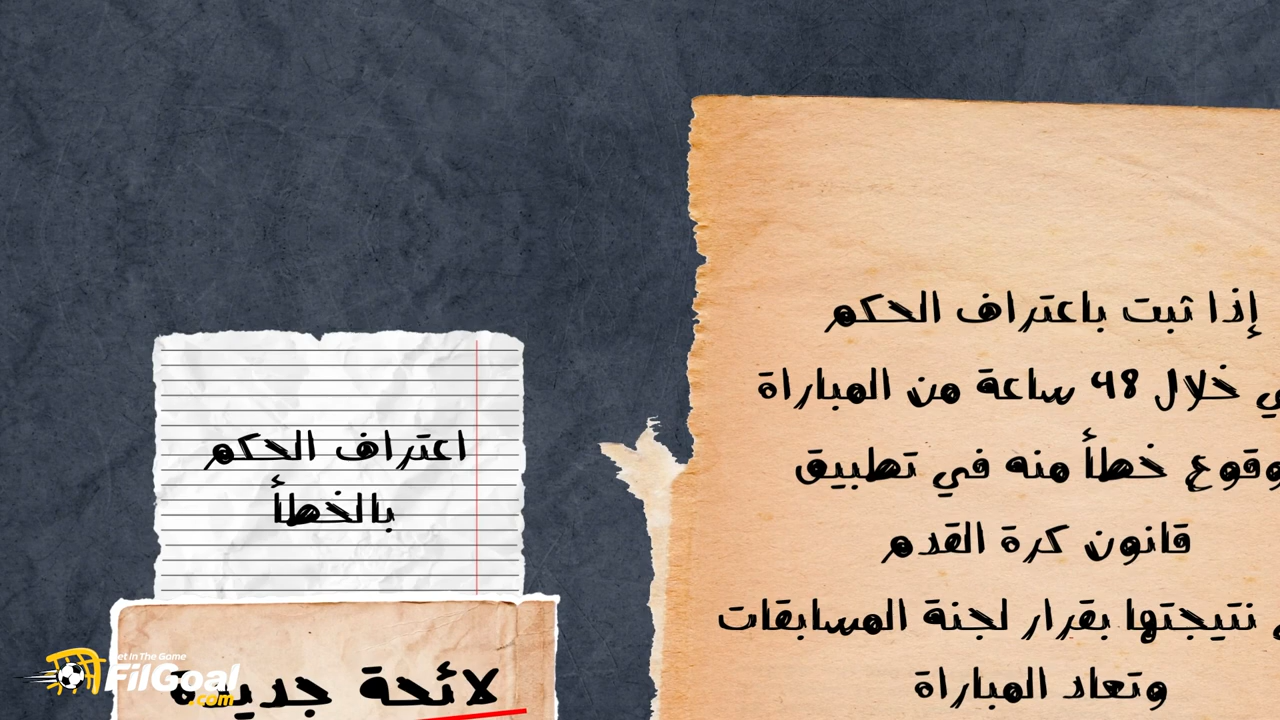 إذا ثبت باعتراف الحكم
خلال 48 ساعة من المباراة
خطأ منه في تطبيق
قانون كرة القدم
نتيجتها بقرار لجنة المسابقات
وتعاد المباراة
اعتراف الحكم
بالخطأ
لائحة جديدة
Get In The Game
FilGoal
.com